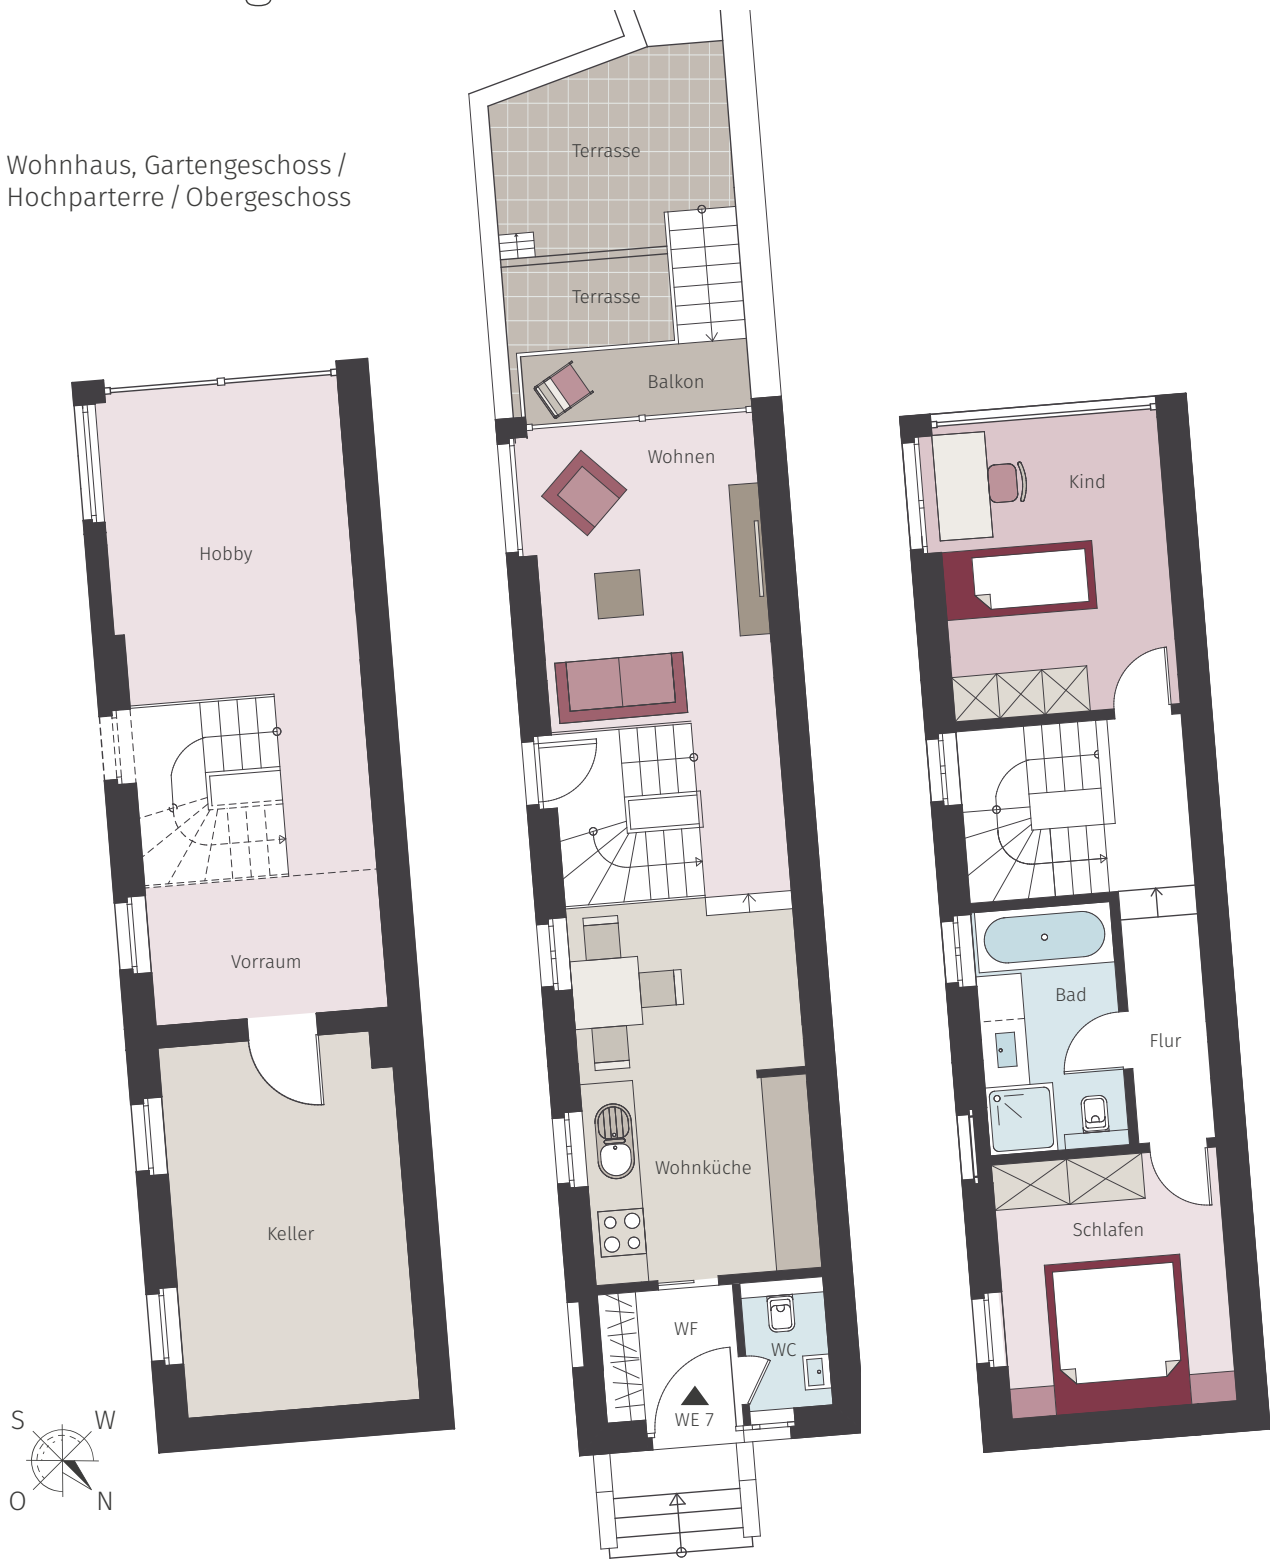 Wohnhaus, Gartengeschoss /
Hochparterre / Obergeschoss
Terrasse
Terrasse
Balkon
Wohnen
Kind
Hobby
Vorraum
Bad
Flur
Wohnküche
Keller
Schlafen
WF
WC
WE 7
S W
O N